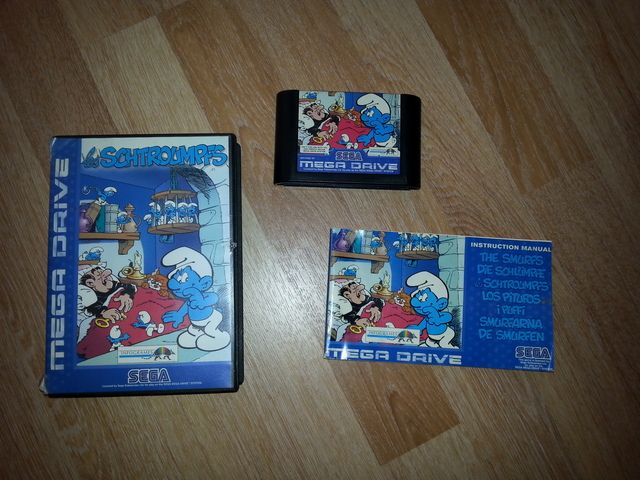 MEGA DRIVE
Les SCHTROUMPFS
INFOGRAMES
SEGA
SEGA
MEGA DRIVE
INSTRUCTION MANUAL
THE SMURFS
DIE SCHLÜMPFE
LES SCHTROUMPFS
LOS PITUFOS
i PUFFI
SMURFARNA
DE SMURFEN
INFOGRAMES
MEGA DRIVE
SEGA